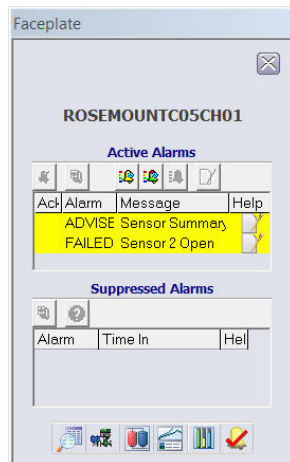 Faceplate
ROSEMOUNTC05CH01
Active Alarms
Ack Alarm Message Help
ADVISE Sensor Summary
FAILED Sensor 2 Open
Suppressed Alarms
Alarm Time In Hel